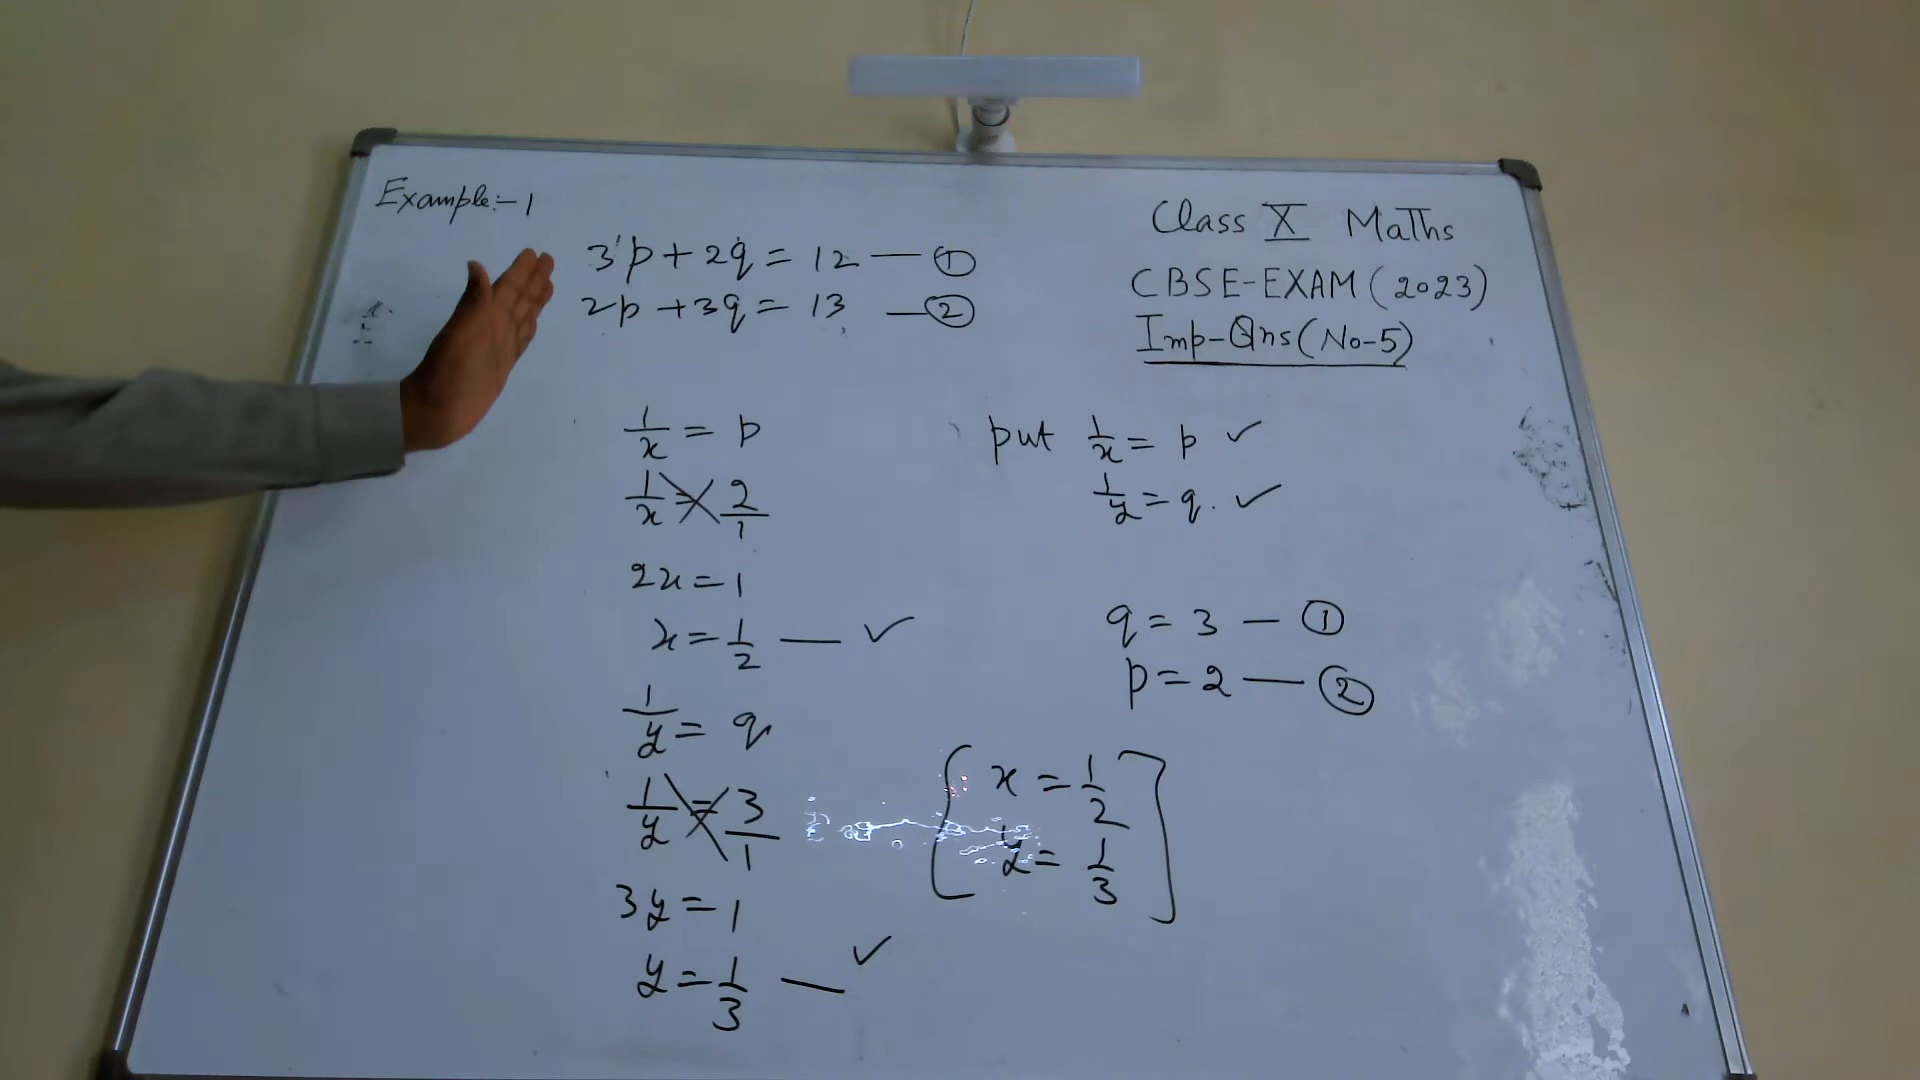 Example:-1
3p+2q = 12 — ①
2p+3q = 13 — ②
Class X Maths
CBSE-EXAM (2023)
Imp-Qns (No-5)
1/x = p
1/x = 2/1
2x = 1
x = 1/2 — ✓
1/y = q
1/y = 3/1
3y = 1
y = 1/3 — ✓
put 1/x = p ✓
1/y = q. ✓
q = 3 — ①
p = 2 — ②
[x = 1/2
y = 1/3]